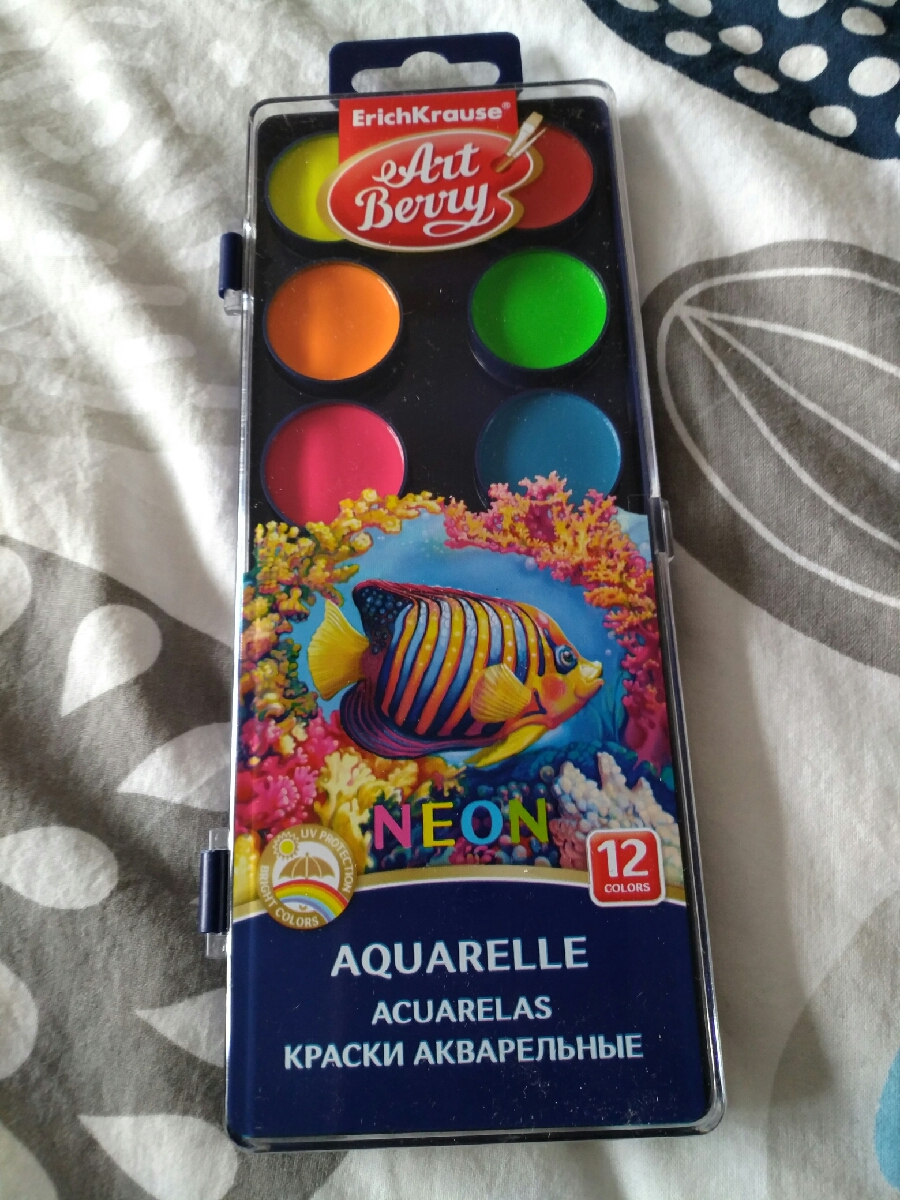 ErichKrause®
Art
Berry
NEON
UV PROTECTION
BRIGHT COLORS
12
COLORS
AQUARELLE
ACUARELAS
КРАСКИ АКВАРЕЛЬНЫЕ